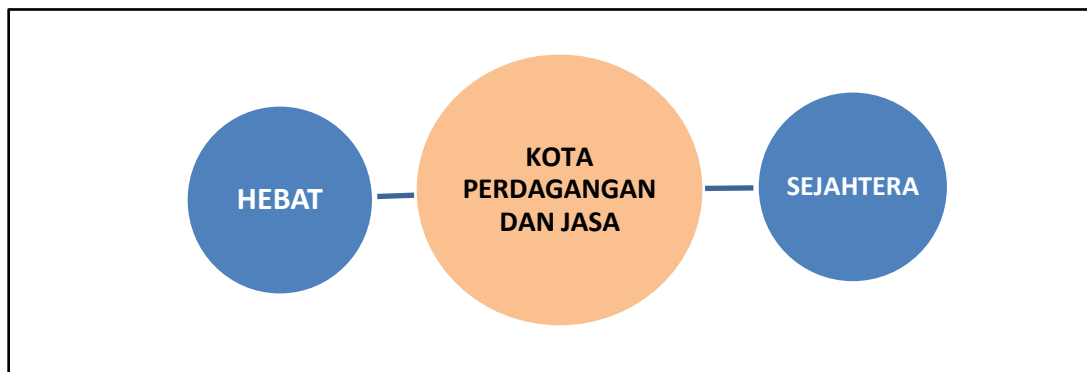 HEBAT
KOTA
PERDAGANGAN
DAN JASA
SEJAHTERA